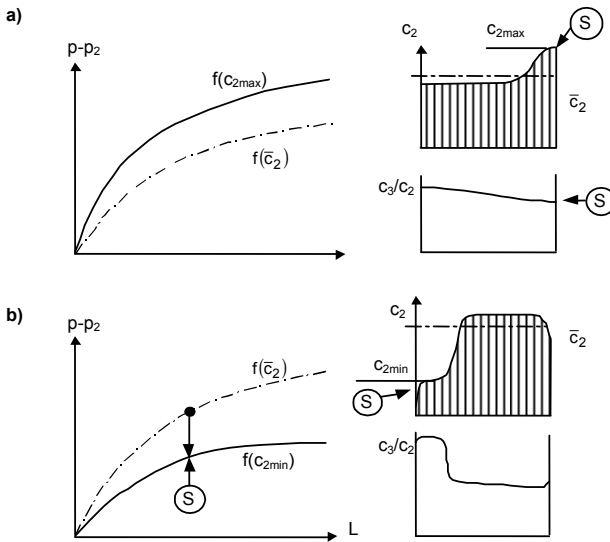 a)
p-p₂
f(c₂max)
f(c̄₂)
c₂
c₂max
S
c̄₂
c₃/c₂
S
b)
p-p₂
f(c̄₂)
f(c₂min)
S
L
c₂
c₂min
S
c̄₂
c₃/c₂